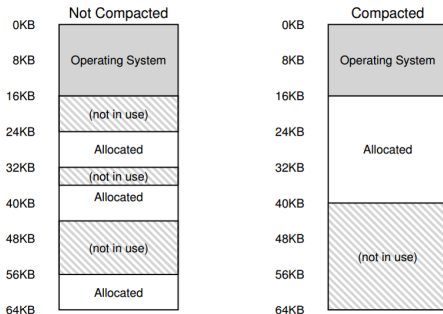 Not Compacted
0KB
8KB
Operating System
16KB
(not in use)
24KB
Allocated
32KB
(not in use)
Allocated
40KB
48KB
(not in use)
56KB
Allocated
64KB
Compacted
0KB
8KB
Operating System
16KB
24KB
Allocated
32KB
40KB
48KB
(not in use)
56KB
64KB